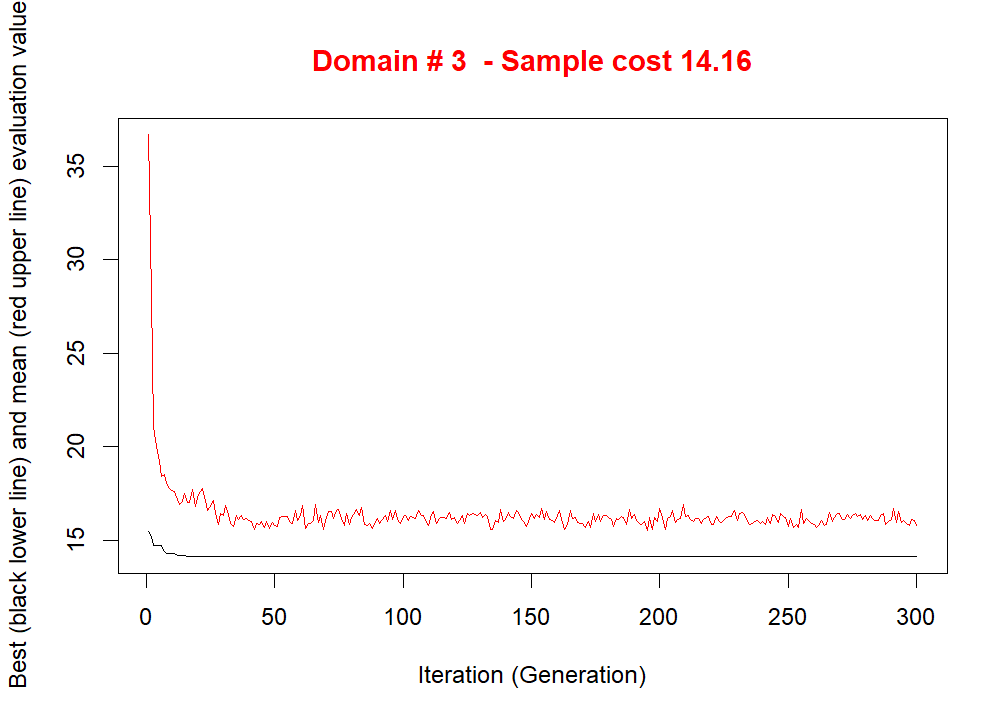 Domain # 3  - Sample cost 14.16
Best (black lower line) and mean (red upper line) evaluation value
35
30
25
20
15
0 50 100 150 200 250 300
Iteration (Generation)